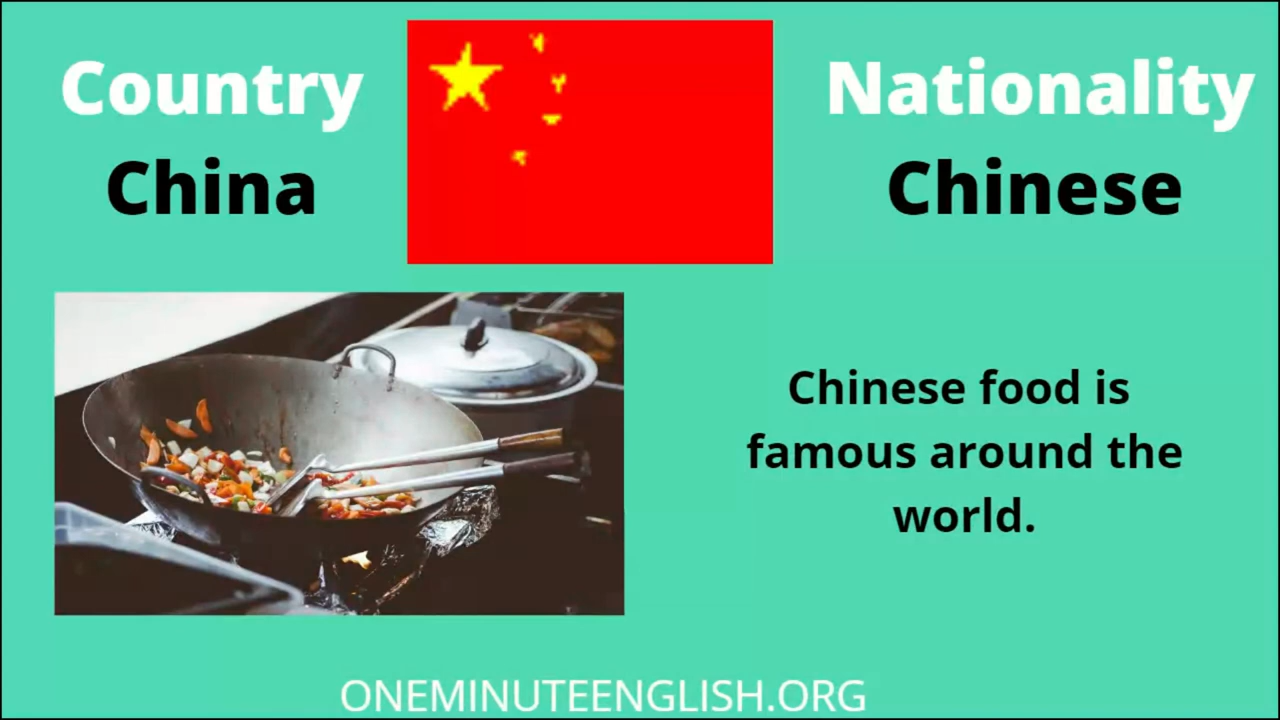 Country
China
Nationality
Chinese
Chinese food is
famous around the
world.
ONEMINUTEENGLISH.ORG